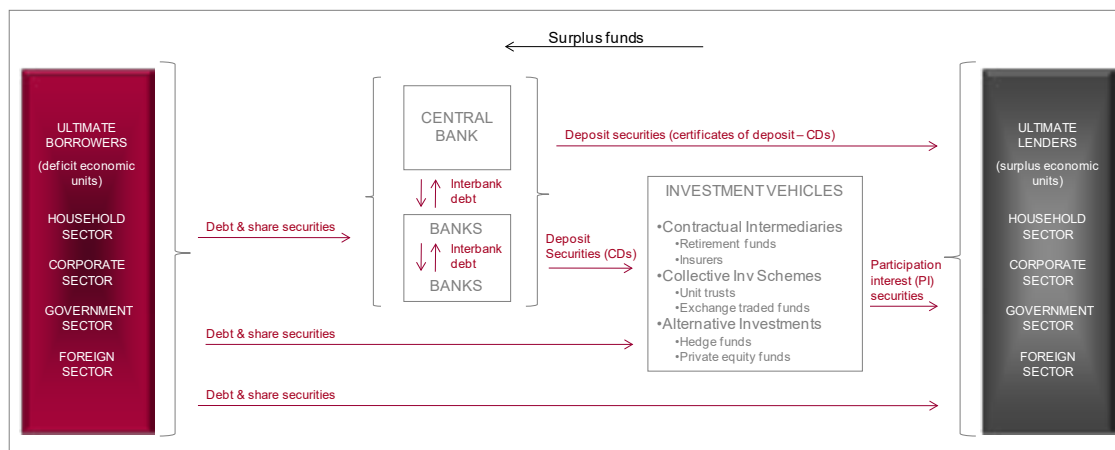 Surplus funds
ULTIMATE
BORROWERS
(deficit economic
units)
HOUSEHOLD
SECTOR
CORPORATE
SECTOR
GOVERNMENT
SECTOR
FOREIGN
SECTOR
Debt & share securities
Debt & share securities
Debt & share securities
CENTRAL
BANK
Interbank
debt
BANKS
Interbank
debt
BANKS
Deposit securities (certificates of deposit – CDs)
Deposit
Securities (CDs)
INVESTMENT VEHICLES
•Contractual Intermediaries
•Retirement funds
•Insurers
•Collective Inv Schemes
•Unit trusts
•Exchange traded funds
•Alternative Investments
•Hedge funds
•Private equity funds
Participation
interest (PI)
securities
ULTIMATE
LENDERS
(surplus economic
units)
HOUSEHOLD
SECTOR
CORPORATE
SECTOR
GOVERNMENT
SECTOR
FOREIGN
SECTOR